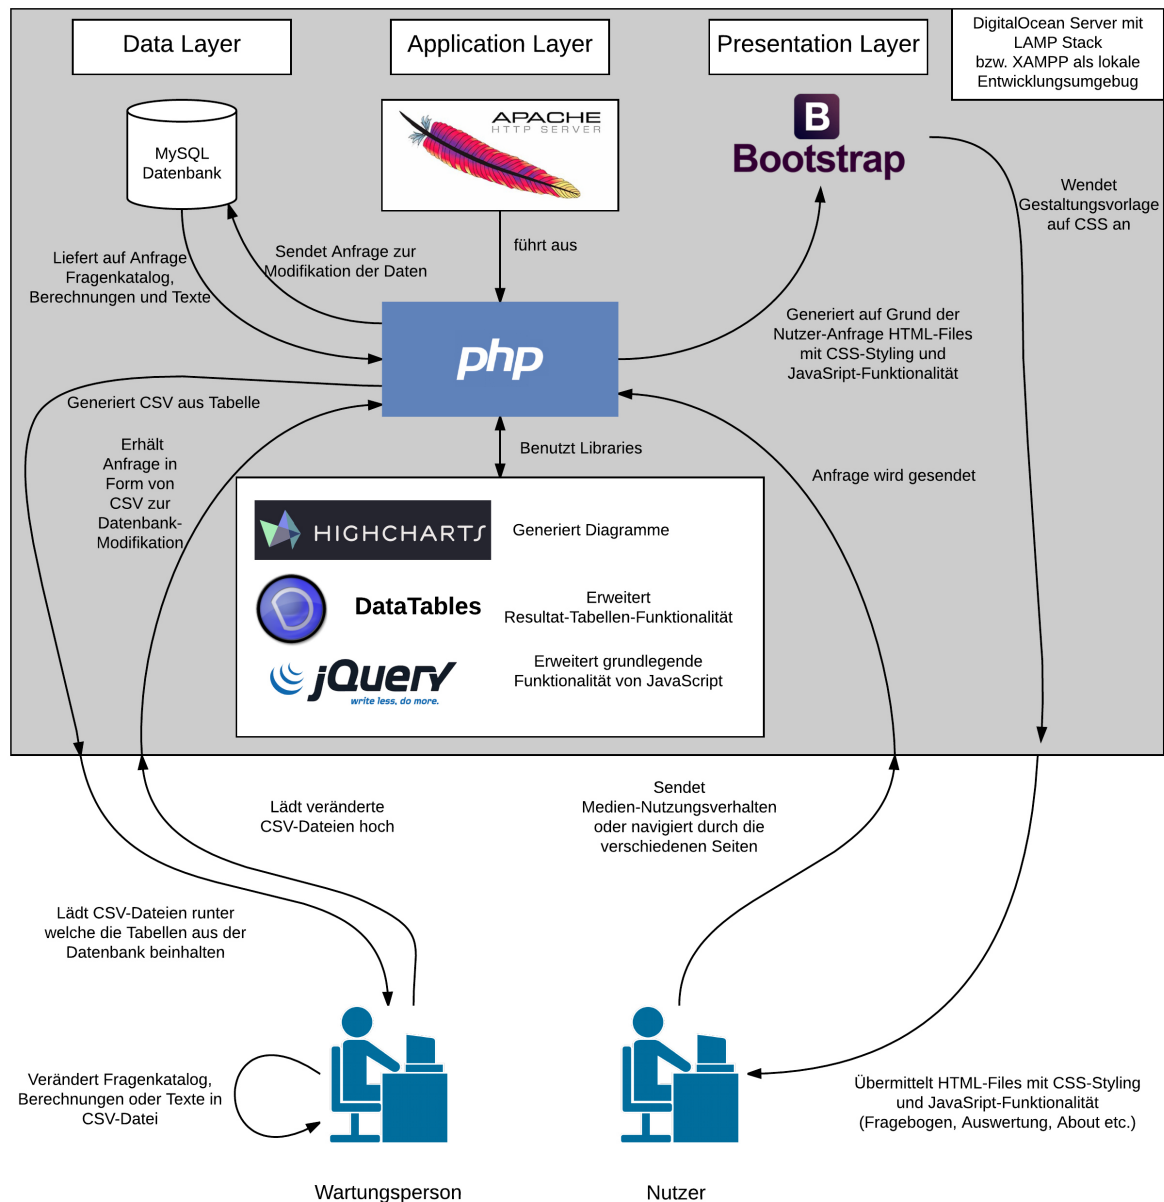 Data Layer
Application Layer
Presentation Layer
DigitalOcean Server mit
LAMP Stack
bzw. XAMPP als lokale
Entwicklungsumgebug
MySQL
Datenbank
APACHE
HTTP SERVER
B
Bootstrap
Wendet
Gestaltungsvorlage
auf CSS an
Liefert auf Anfrage
Fragenkatalog,
Berechnungen und Texte
Sendet Anfrage zur
Modifikation der Daten
führt aus
php
Generiert auf Grund der
Nutzer-Anfrage HTML-Files
mit CSS-Styling und
JavaSript-Funktionalität
Generiert CSV aus Tabelle
Erhält
Anfrage in
Form von
CSV zur
Datenbank-
Modifikation
Benutzt Libraries
Anfrage wird gesendet
HIGHCHARTS
Generiert Diagramme
DataTables
Erweitert
Resultat-Tabellen-Funktionalität
jQuery
write less, do more.
Erweitert grundlegende
Funktionalität von JavaScript
Lädt veränderte
CSV-Dateien hoch
Sendet
Medien-Nutzungsverhalten
oder navigiert durch die
verschiedenen Seiten
Lädt CSV-Dateien runter
welche die Tabellen aus der
Datenbank beinhalten
Verändert Fragenkatalog,
Berechnungen oder Texte in
CSV-Datei
Übermittelt HTML-Files mit CSS-Styling
und JavaSript-Funktionalität
(Fragebogen, Auswertung, About etc.)
Wartungsperson
Nutzer